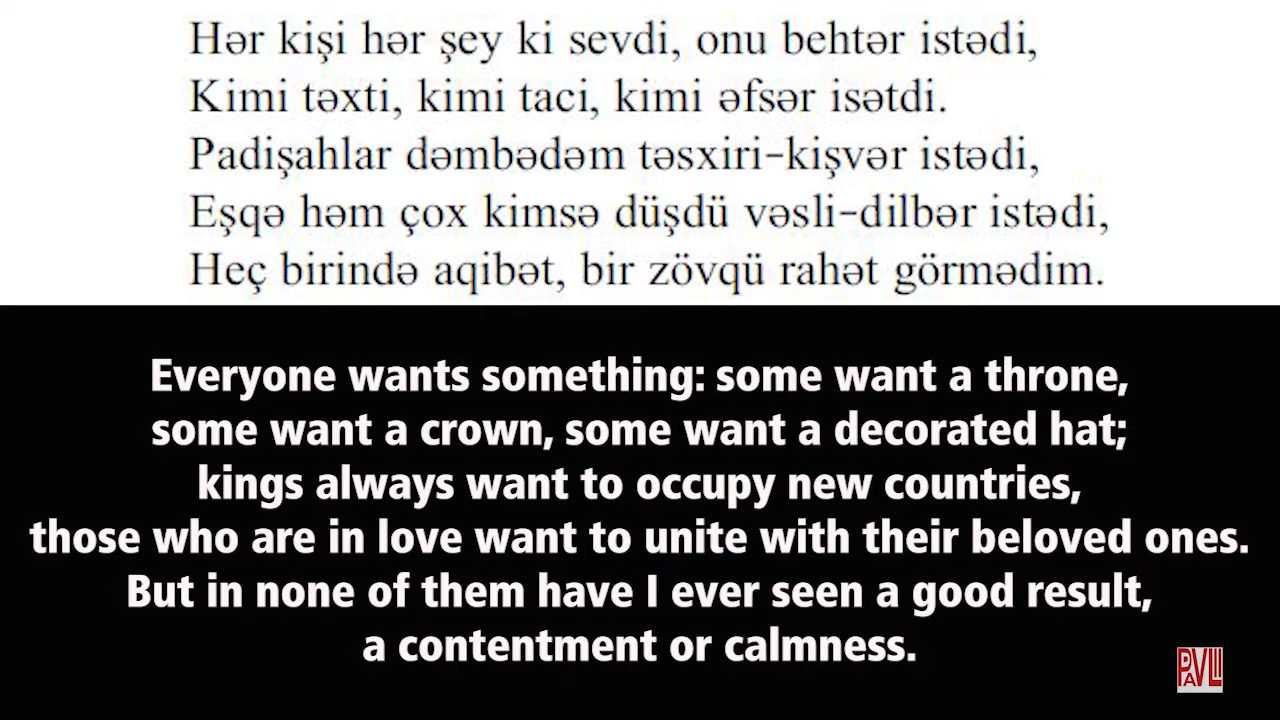 Hər kişi hər şey ki sevdi, onu behtər istədi,
Kimi təxti, kimi taci, kimi əfsər isətdi.
Padişahlar dəmbədəm təsxiri-kişvər istədi,
Eşqə həm çox kimsə düşdü vəsli-dilbər istədi,
Heç birində aqibət, bir zövqü rahət görmədim.
Everyone wants something: some want a throne,
some want a crown, some want a decorated hat;
kings always want to occupy new countries,
those who are in love want to unite with their beloved ones.
But in none of them have I ever seen a good result,
a contentment or calmness.